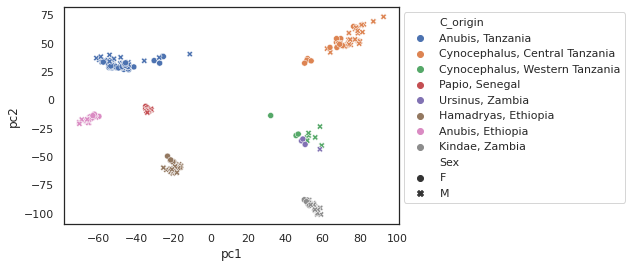 75
50
25
0
−25
−50
−75
−100
pc2
−60
−40
−20
0
20
40
60
80
100
pc1
C_origin
Anubis, Tanzania
Cynocephalus, Central Tanzania
Cynocephalus, Western Tanzania
Papio, Senegal
Ursinus, Zambia
Hamadryas, Ethiopia
Anubis, Ethiopia
Kindae, Zambia
Sex
F
M